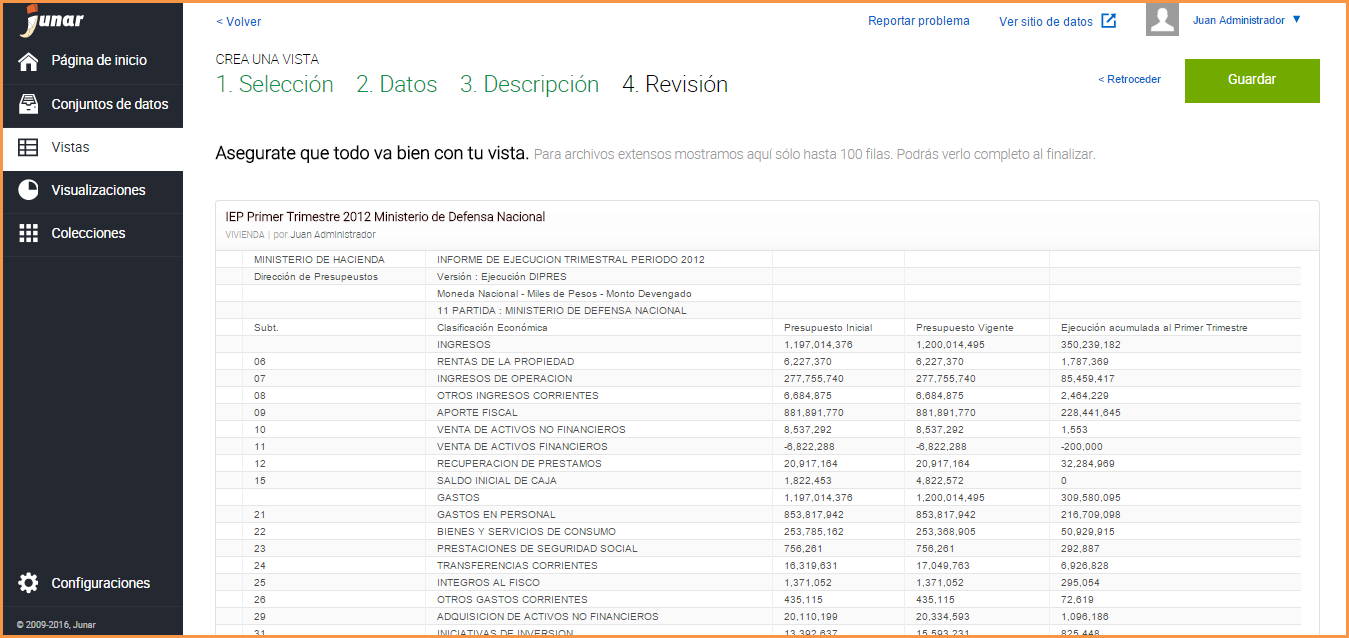 junar
< Volver
Reportar problema
Ver sitio de datos
Juan Administrador
Página de inicio
Conjuntos de datos
Vistas
Visualizaciones
Colecciones
Configuraciones
© 2009-2016, Junar
CREA UNA VISTA
1. Selección 2. Datos 3. Descripción 4. Revisión
< Retroceder
Guardar
Asegurate que todo va bien con tu vista. Para archivos extensos mostramos aquí sólo hasta 100 filas. Podrás verlo completo al finalizar.
IEP Primer Trimestre 2012 Ministerio de Defensa Nacional
VIVIENDA | por Juan Administrador
MINISTERIO DE HACIENDA INFORME DE EJECUCION TRIMESTRAL PERIODO 2012
Dirección de Presupeustos Versión : Ejecución DIPRES
Moneda Nacional - Miles de Pesos - Monto Devengado
11 PARTIDA : MINISTERIO DE DEFENSA NACIONAL
Subt. Clasificación Económica Presupuesto Inicial Presupuesto Vigente Ejecución acumulada al Primer Trimestre
INGRESOS 1,197,014,376 1,200,014,495 350,239,182
06 RENTAS DE LA PROPIEDAD 6,227,370 6,227,370 1,787,369
07 INGRESOS DE OPERACION 277,755,740 277,755,740 85,459,417
08 OTROS INGRESOS CORRIENTES 6,684,875 6,684,875 2,464,229
09 APORTE FISCAL 881,891,770 881,891,770 228,441,645
10 VENTA DE ACTIVOS NO FINANCIEROS 8,537,292 8,537,292 1,553
11 VENTA DE ACTIVOS FINANCIEROS -6,822,288 -6,822,288 -200,000
12 RECUPERACION DE PRESTAMOS 20,917,164 20,917,164 32,284,969
15 SALDO INICIAL DE CAJA 1,822,453 4,822,572 0
GASTOS 1,197,014,376 1,200,014,495 309,580,095
21 GASTOS EN PERSONAL 853,817,942 853,817,942 216,709,098
22 BIENES Y SERVICIOS DE CONSUMO 253,785,162 253,368,905 50,929,915
23 PRESTACIONES DE SEGURIDAD SOCIAL 756,261 756,261 292,887
24 TRANSFERENCIAS CORRIENTES 16,319,631 17,049,763 6,926,828
25 INTEGROS AL FISCO 1,371,052 1,371,052 295,054
26 OTROS GASTOS CORRIENTES 435,115 435,115 72,619
29 ADQUISICION DE ACTIVOS NO FINANCIEROS 20,110,199 20,334,593 1,096,186
31 INICIATIVAS DE INVERSION 13,392,637 15,593,231 825,448